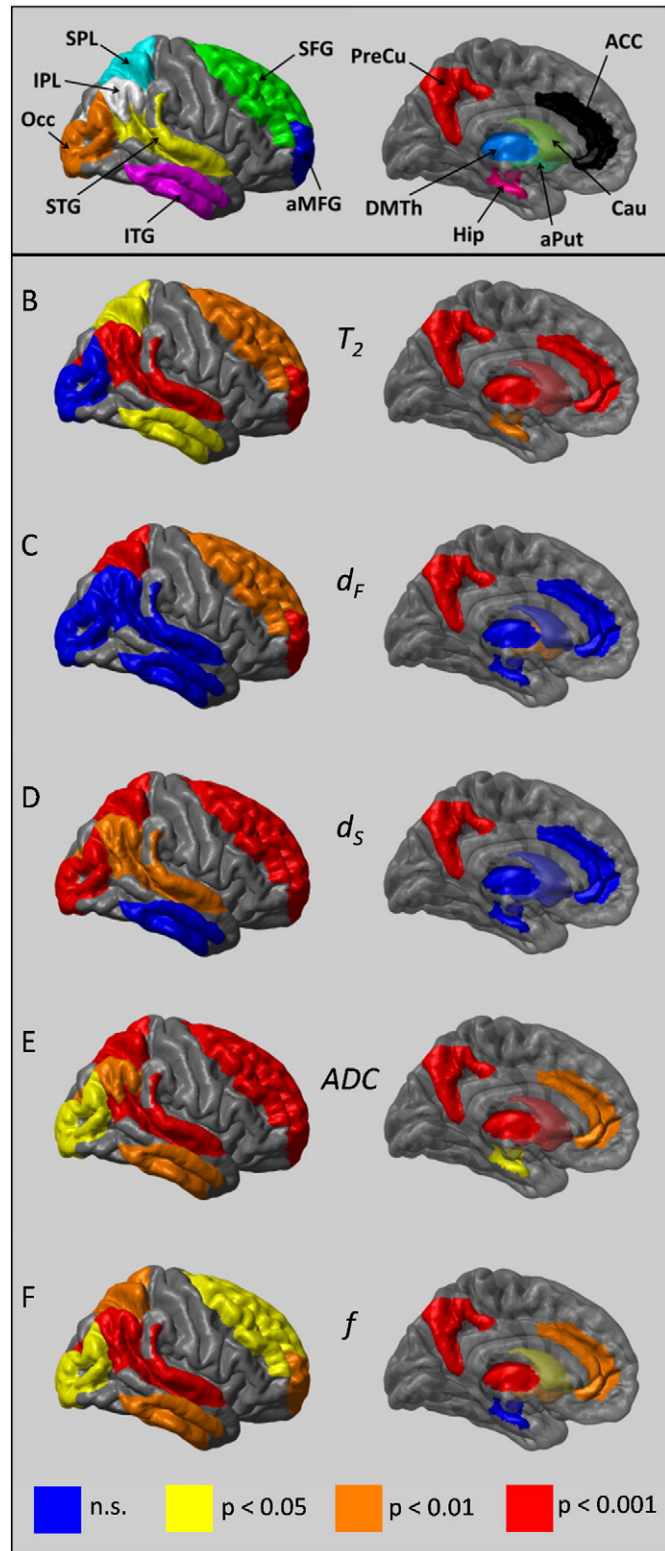 SPL
SFG
IPL
Occ
STG
ITG
aMFG
PreCu
ACC
DMTh
Hip
aPut
Cau
B
T2
C
dF
D
dS
E
ADC
F
f
n.s.
p < 0.05
p < 0.01
p < 0.001